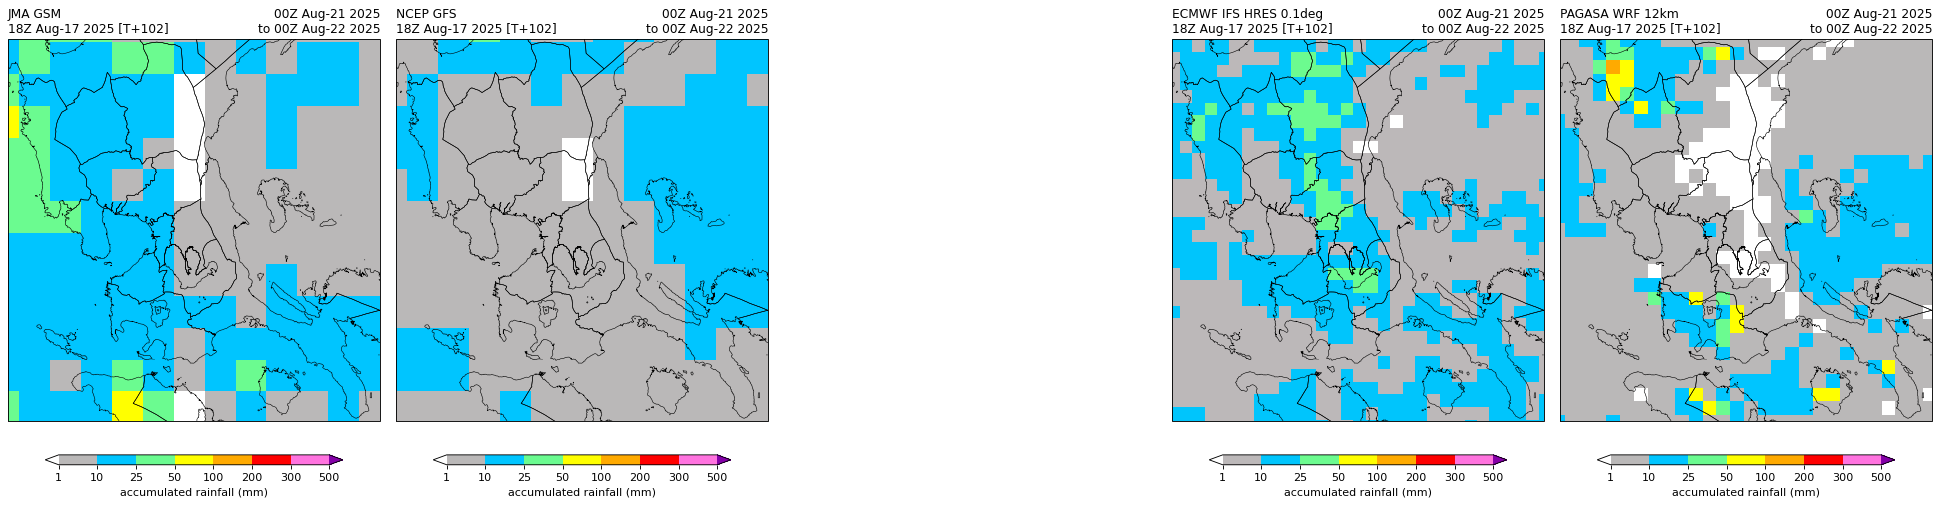 JMA GSM 00Z Aug-21 2025
18Z Aug-17 2025 [T+102] to 00Z Aug-22 2025
NCEP GFS 00Z Aug-21 2025
18Z Aug-17 2025 [T+102] to 00Z Aug-22 2025
ECMWF IFS HRES 0.1deg 00Z Aug-21 2025
18Z Aug-17 2025 [T+102] to 00Z Aug-22 2025
PAGASA WRF 12km 00Z Aug-21 2025
18Z Aug-17 2025 [T+102] to 00Z Aug-22 2025
1 10 25 50 100 200 300 500
accumulated rainfall (mm)
1 10 25 50 100 200 300 500
accumulated rainfall (mm)
1 10 25 50 100 200 300 500
accumulated rainfall (mm)
1 10 25 50 100 200 300 500
accumulated rainfall (mm)